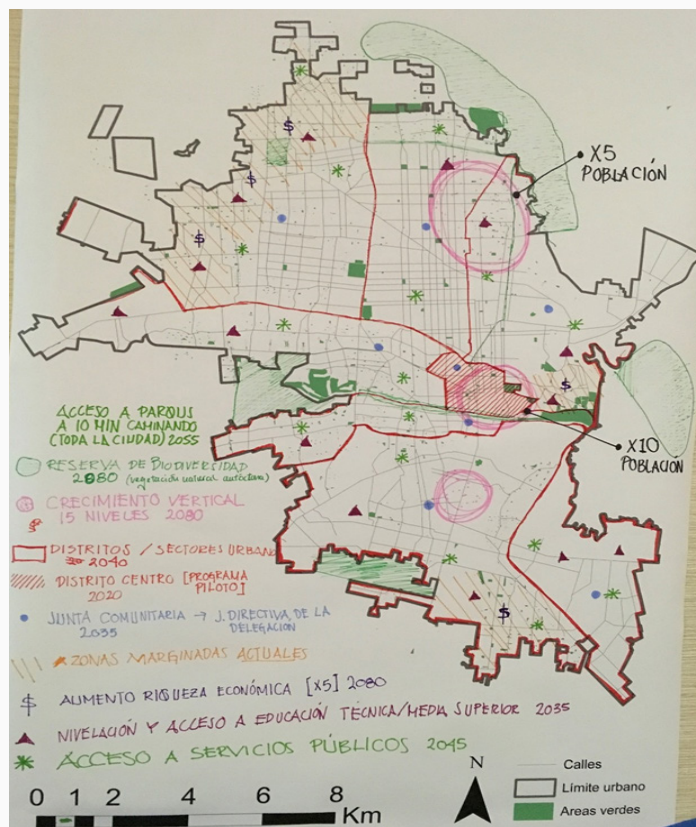 X5
POBLACIÓN
X10
POBLACIÓN
ACCESO A PARQUS
A 10 MIN CAMINANDO
(TODA LA CIUDAD) 2055
RESERVA DE BIODIVERSIDAD
2080 (vegetación natural autóctona)
CRECIMIENTO VERTICAL
15 NIVELES 2080
DISTRITOS / SECTORES URBANO
2040
DISTRITO CENTRO [PROGRAMA
PILOTO]
2020
JUNTA COMUNITARIA → J. DIRECTIVA DE LA
DELEGACIÓN
2035
ZONAS MARGINADAS ACTUALES
$ AUMENTO RIQUEZA ECONÓMICA [X5] 2080
NIVELACIÓN Y ACCESO A EDUCACIÓN TÉCNICA/MEDIA SUPERIOR 2035
ACCESO A SERVICIOS PÚBLICOS 2045
N
Calles
Límite urbano
Areas verdes
0 1 2 4 6 8
Km